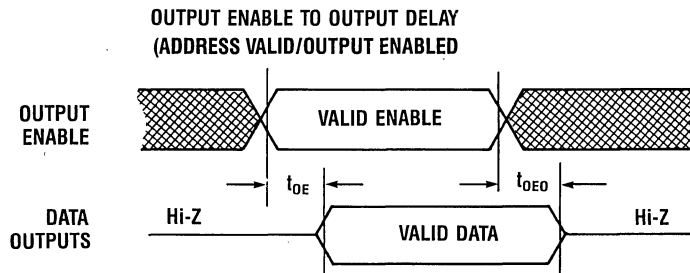 OUTPUT ENABLE TO OUTPUT DELAY
(ADDRESS VALID/OUTPUT ENABLED
OUTPUT
ENABLE
VALID ENABLE
tOE
tOEO
DATA
OUTPUTS
Hi-Z
VALID DATA
Hi-Z